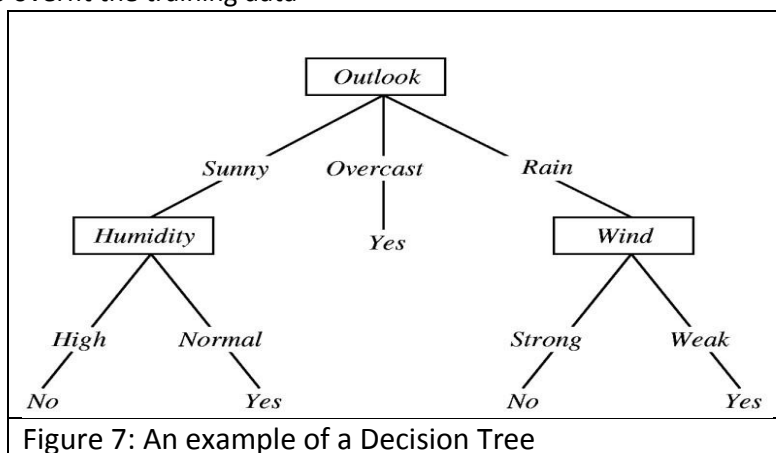 overfit the training data
Outlook
Sunny Overcast Rain
Humidity Yes Wind
High Normal Strong Weak
No Yes No Yes
Figure 7: An example of a Decision Tree